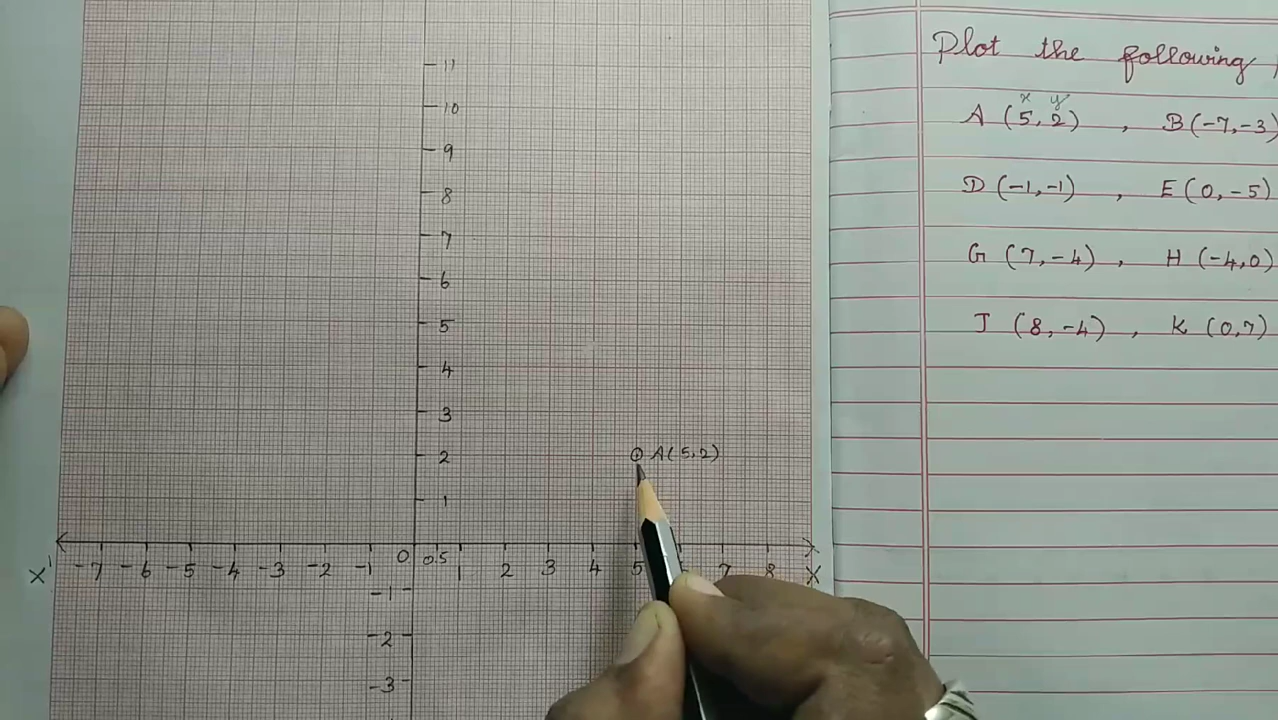 11
10
9
8
7
6
5
4
3
2
A(5,2)
1
0
0.5
X'
-7 -6 -5 -4 -3 -2 -1
1 2 3 4 5 7 8 X
-1
-2
-3
Plot the following
x y
A (5, 2) , B(-7, -3)
D (-1, -1) , E(0, -5)
G (7, -4) , H (-4,0)
J (8, -4) , K (0,7)